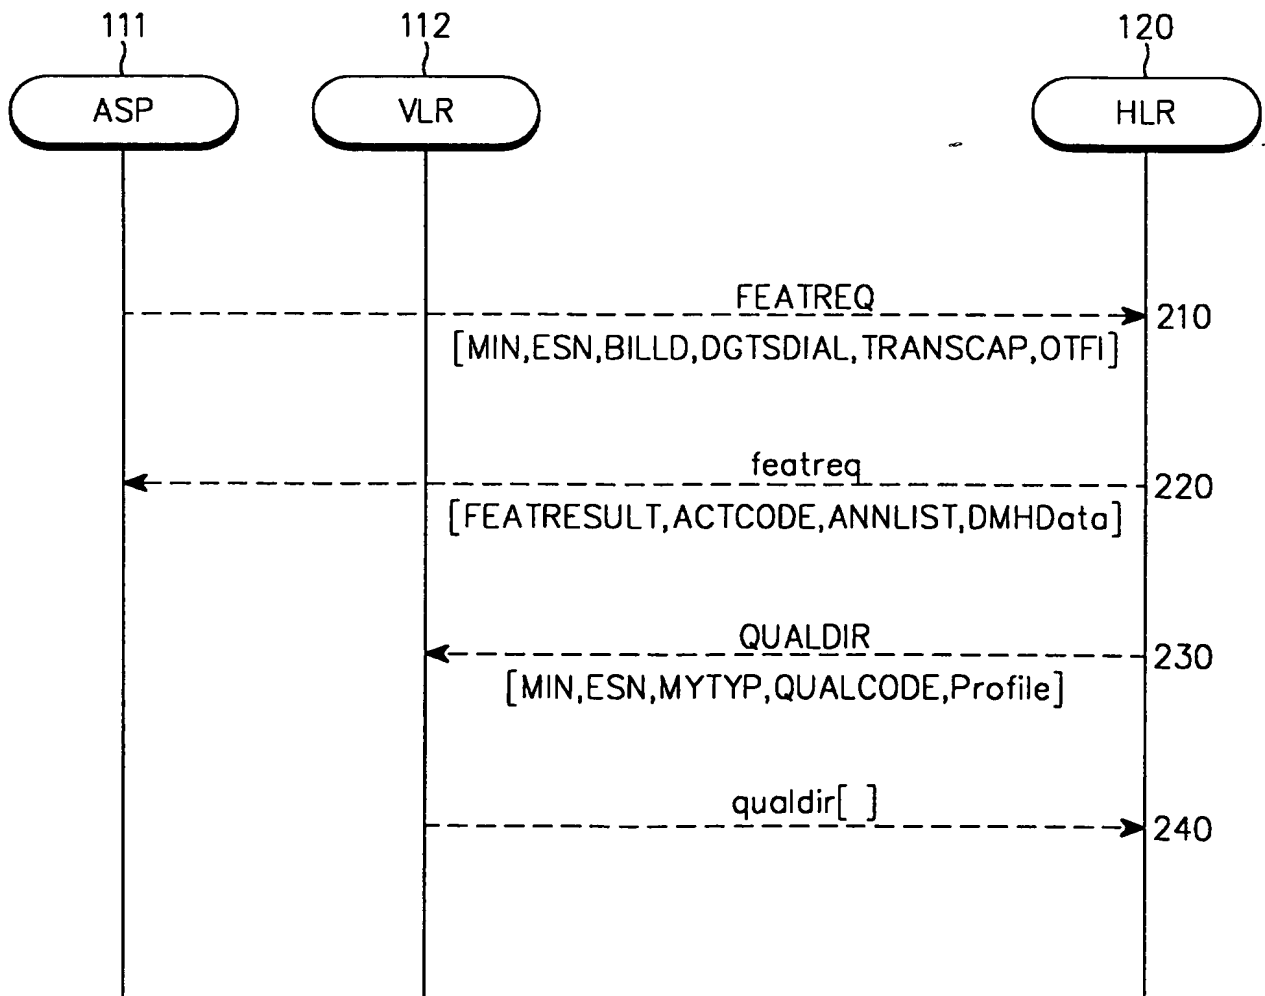 111 112 120
ASP VLR HLR
FEATREQ
210
[MIN,ESN,BILLD,DGTSDIAL,TRANSCAP,OTFI]
featreq
220
[FEATRESULT,ACTCODE,ANNLIST,DMHData]
QUALDIR
230
[MIN,ESN,MYTYP,QUALCODE,Profile]
qualdir[ ]
240